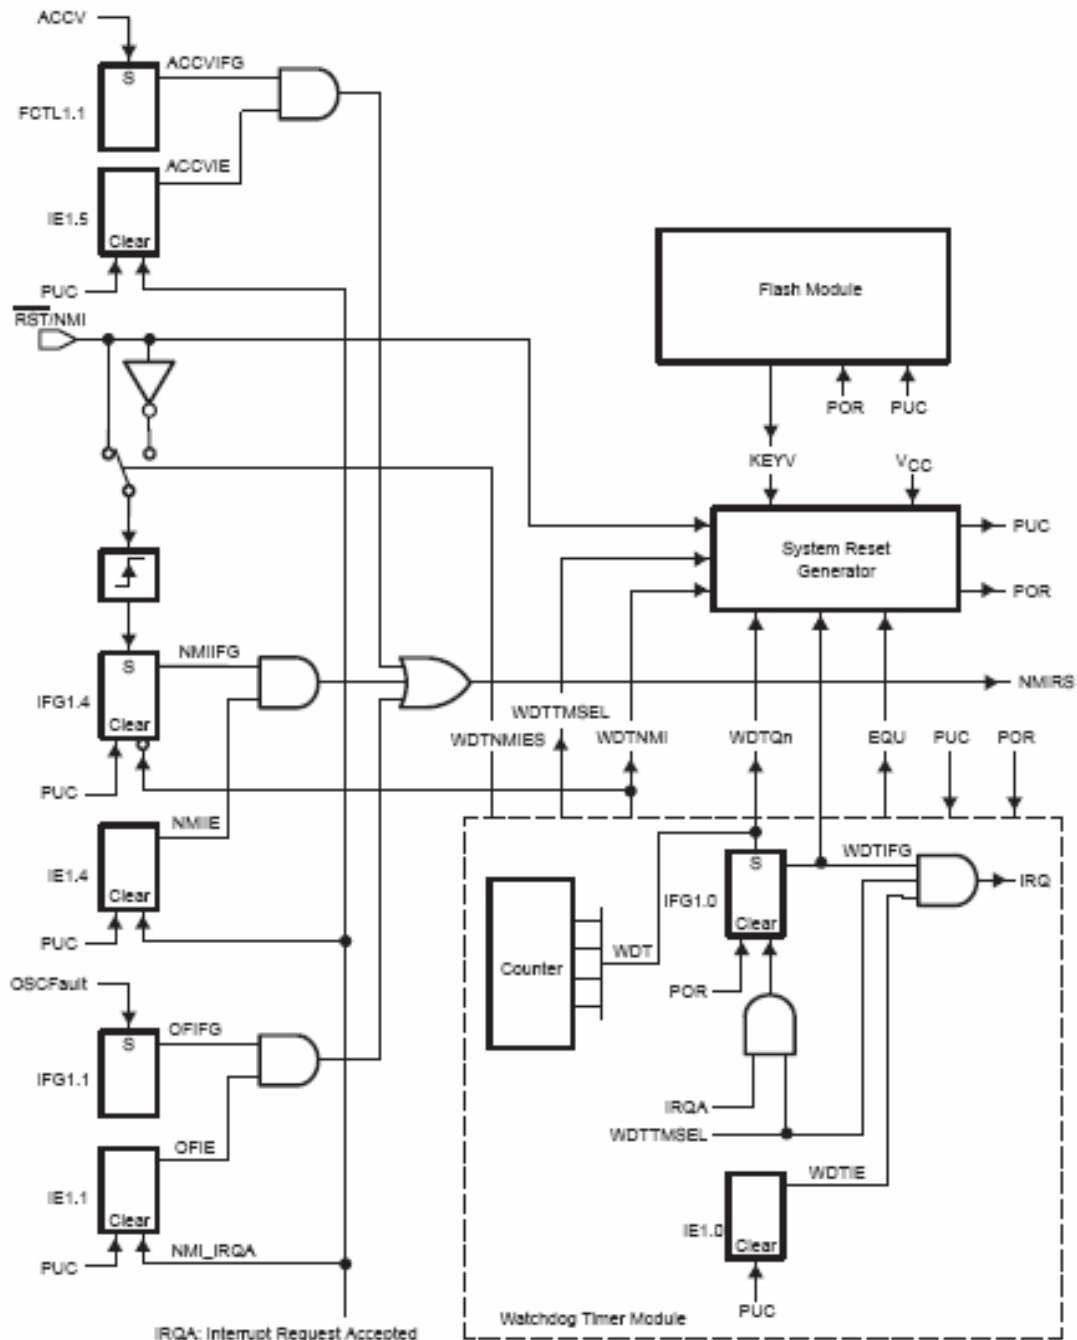 ACCV
S
ACCVIFG
FCTL1.1
ACCVIE
IE1.5
Clear
PUC
RST/NMI
Flash Module
POR
PUC
KEYV
VCC
System Reset
Generator
PUC
POR
S
NMIIFG
IFG1.4
Clear
NMIRS
WDTTMSEL
WDTNMIES
WDTNMI
WDTQn
EQU
PUC
POR
PUC
NMIIE
IE1.4
Clear
PUC
S
WDTIFG
IFG1.0
Clear
IRQ
Counter
WDT
POR
OSCFault
S
OFIFG
IFG1.1
IRQA
WDTTMSEL
OFIE
IE1.1
Clear
NMI_IRQA
PUC
WDTIE
IE1.0
Clear
PUC
Watchdog Timer Module
IRQA: Interrupt Request Accepted